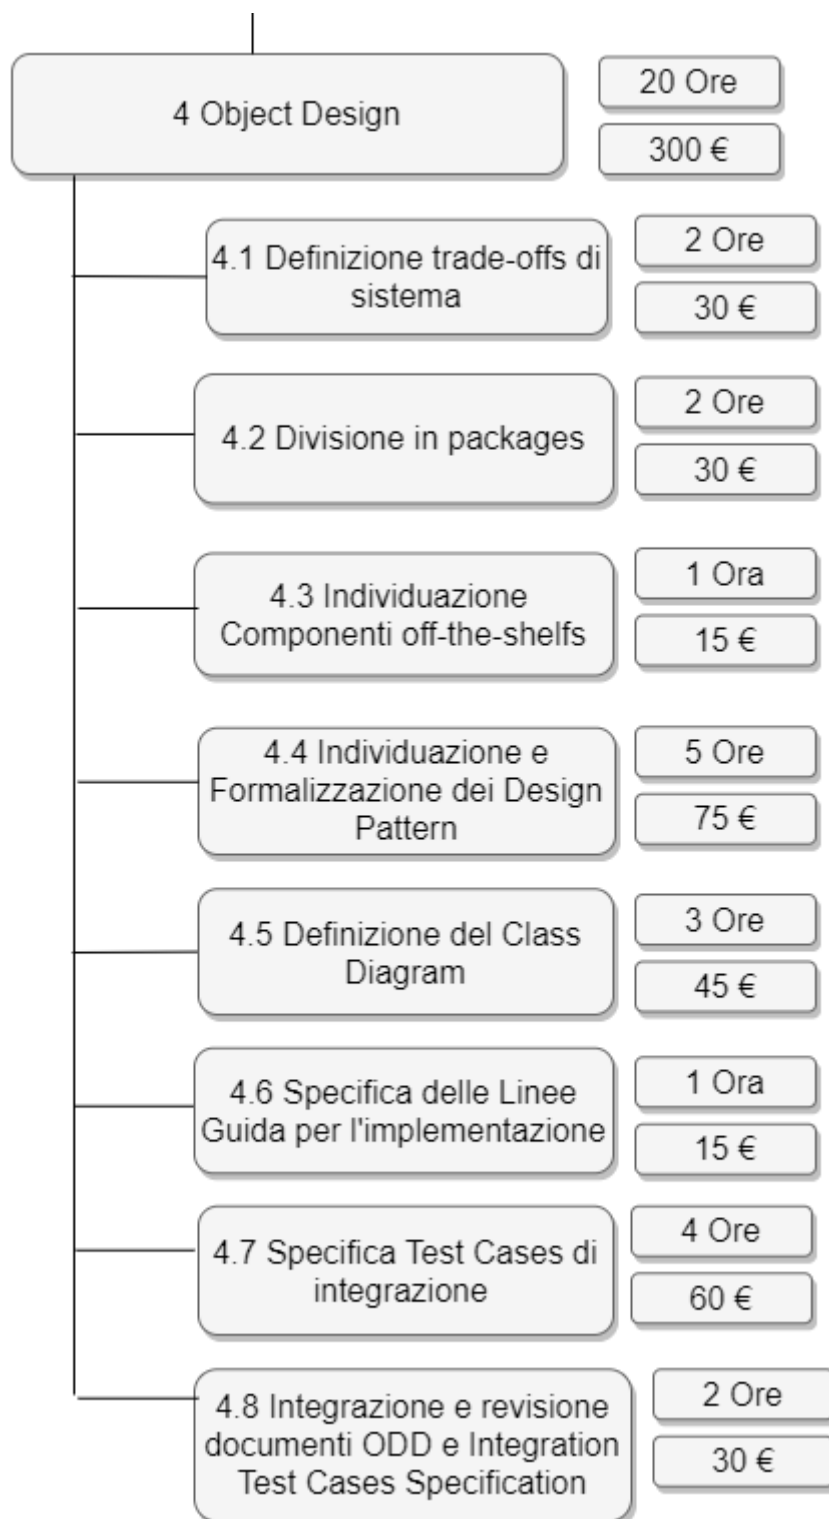 4 Object Design
20 Ore
300 €
4.1 Definizione trade-offs di
sistema
2 Ore
30 €
4.2 Divisione in packages
2 Ore
30 €
4.3 Individuazione
Componenti off-the-shelfs
1 Ora
15 €
4.4 Individuazione e
Formalizzazione dei Design
Pattern
5 Ore
75 €
4.5 Definizione del Class
Diagram
3 Ore
45 €
4.6 Specifica delle Linee
Guida per l'implementazione
1 Ora
15 €
4.7 Specifica Test Cases di
integrazione
4 Ore
60 €
4.8 Integrazione e revisione
documenti ODD e Integration
Test Cases Specification
2 Ore
30 €